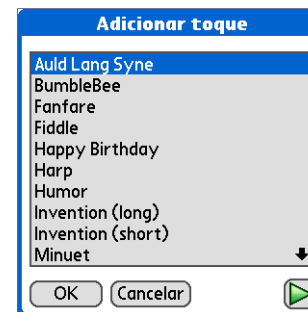 Adicionar toque
Auld Lang Syne
BumbleBee
Fanfare
Fiddle
Happy Birthday
Harp
Humor
Invention (long)
Invention (short)
Minuet
OK Cancelar